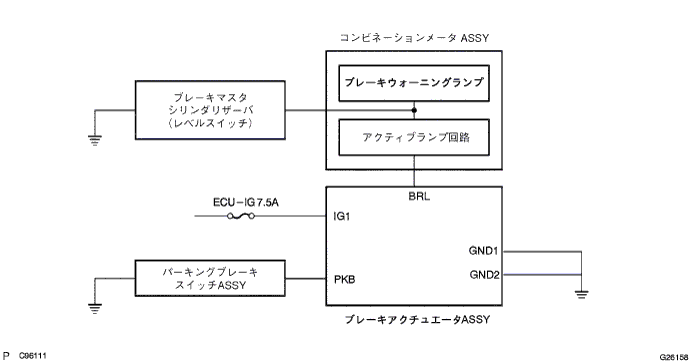 コンビネーションメータ ASSY
ブレーキウォーニングランプ
ブレーキマスタ
シリンダリザーバ
(レベルスイッチ)
アクティブランプ回路
BRL
ECU-IG 7.5A
IG1
GND1
パーキングブレーキ
スイッチASSY
PKB
GND2
ブレーキアクチュエータASSY
P C96111
G26158